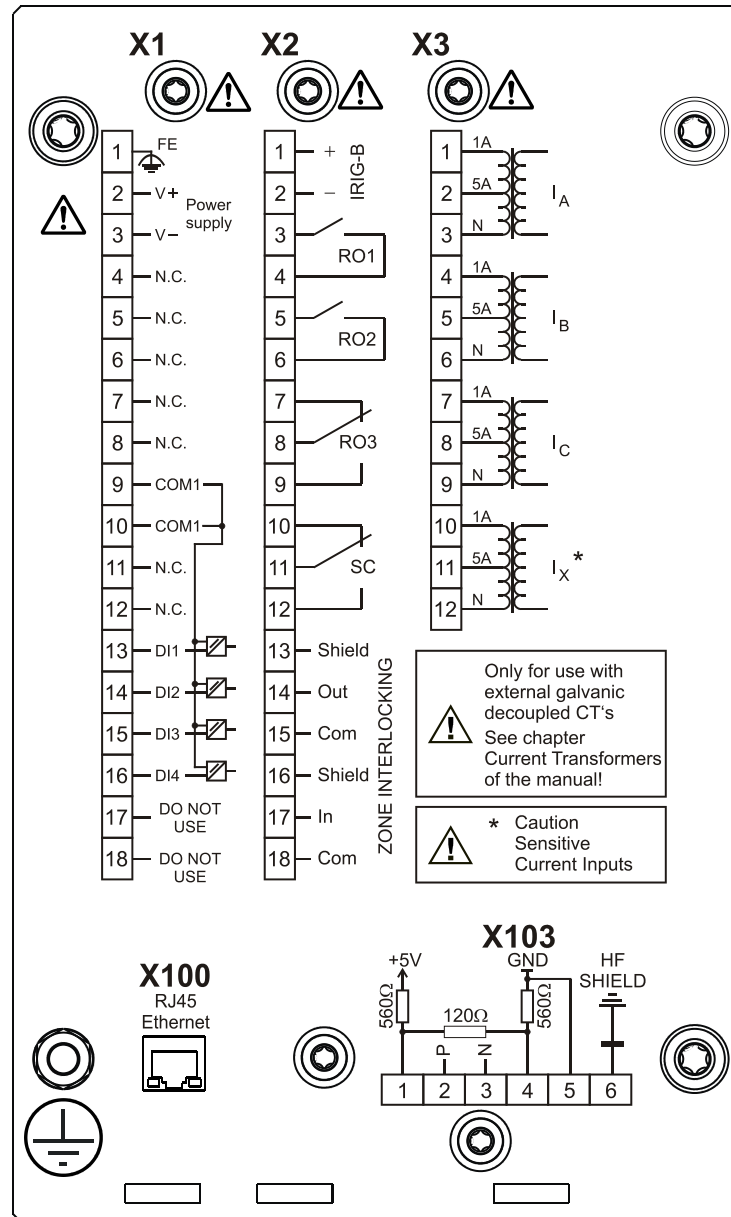 X1
X2
X3
1 FE
2 V+
Power
supply
3 V−
4 N.C.
5 N.C.
6 N.C.
7 N.C.
8 N.C.
9 COM1
10 COM1
11 N.C.
12 N.C.
13 DI1
14 DI2
15 DI3
16 DI4
17 DO NOT
USE
18 DO NOT
USE
1 +
2 −
IRIG-B
3
RO1
4
5
RO2
6
7
8 RO3
9
10
11 SC
12
13 Shield
14 Out
15 Com
16 Shield
17 In
18 Com
ZONE INTERLOCKING
1 1A
2 5A
IA
3 N
4 1A
5 5A
IB
6 N
7 1A
8 5A
IC
9 N
10 1A
11 5A
IX*
12 N
Only for use with
external galvanic
decoupled CT‘s
See chapter
Current Transformers
of the manual!
* Caution
Sensitive
Current Inputs
X100
RJ45
Ethernet
X103
+5V
GND
HF
SHIELD
560Ω
120Ω
560Ω
P
N
1 2 3 4 5 6